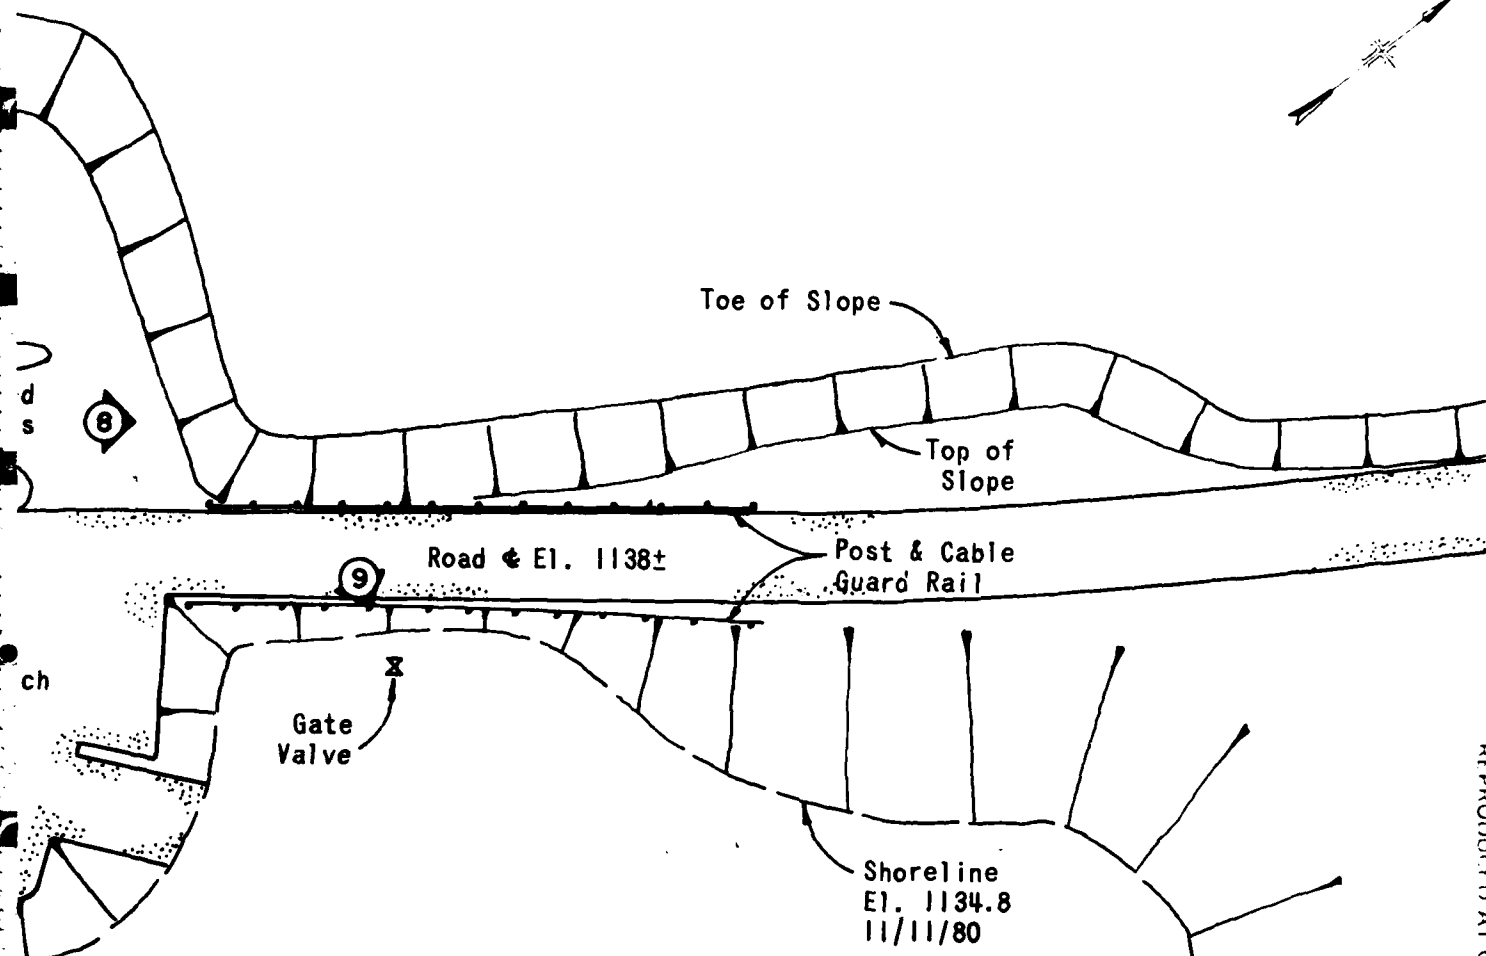 Toe of Slope
d
s
8
Top of
Slope
Road ℄ El. 1138±
Post & Cable
Guard Rail
9
ch
Gate
Valve
Shoreline
El. 1134.8
11/11/80